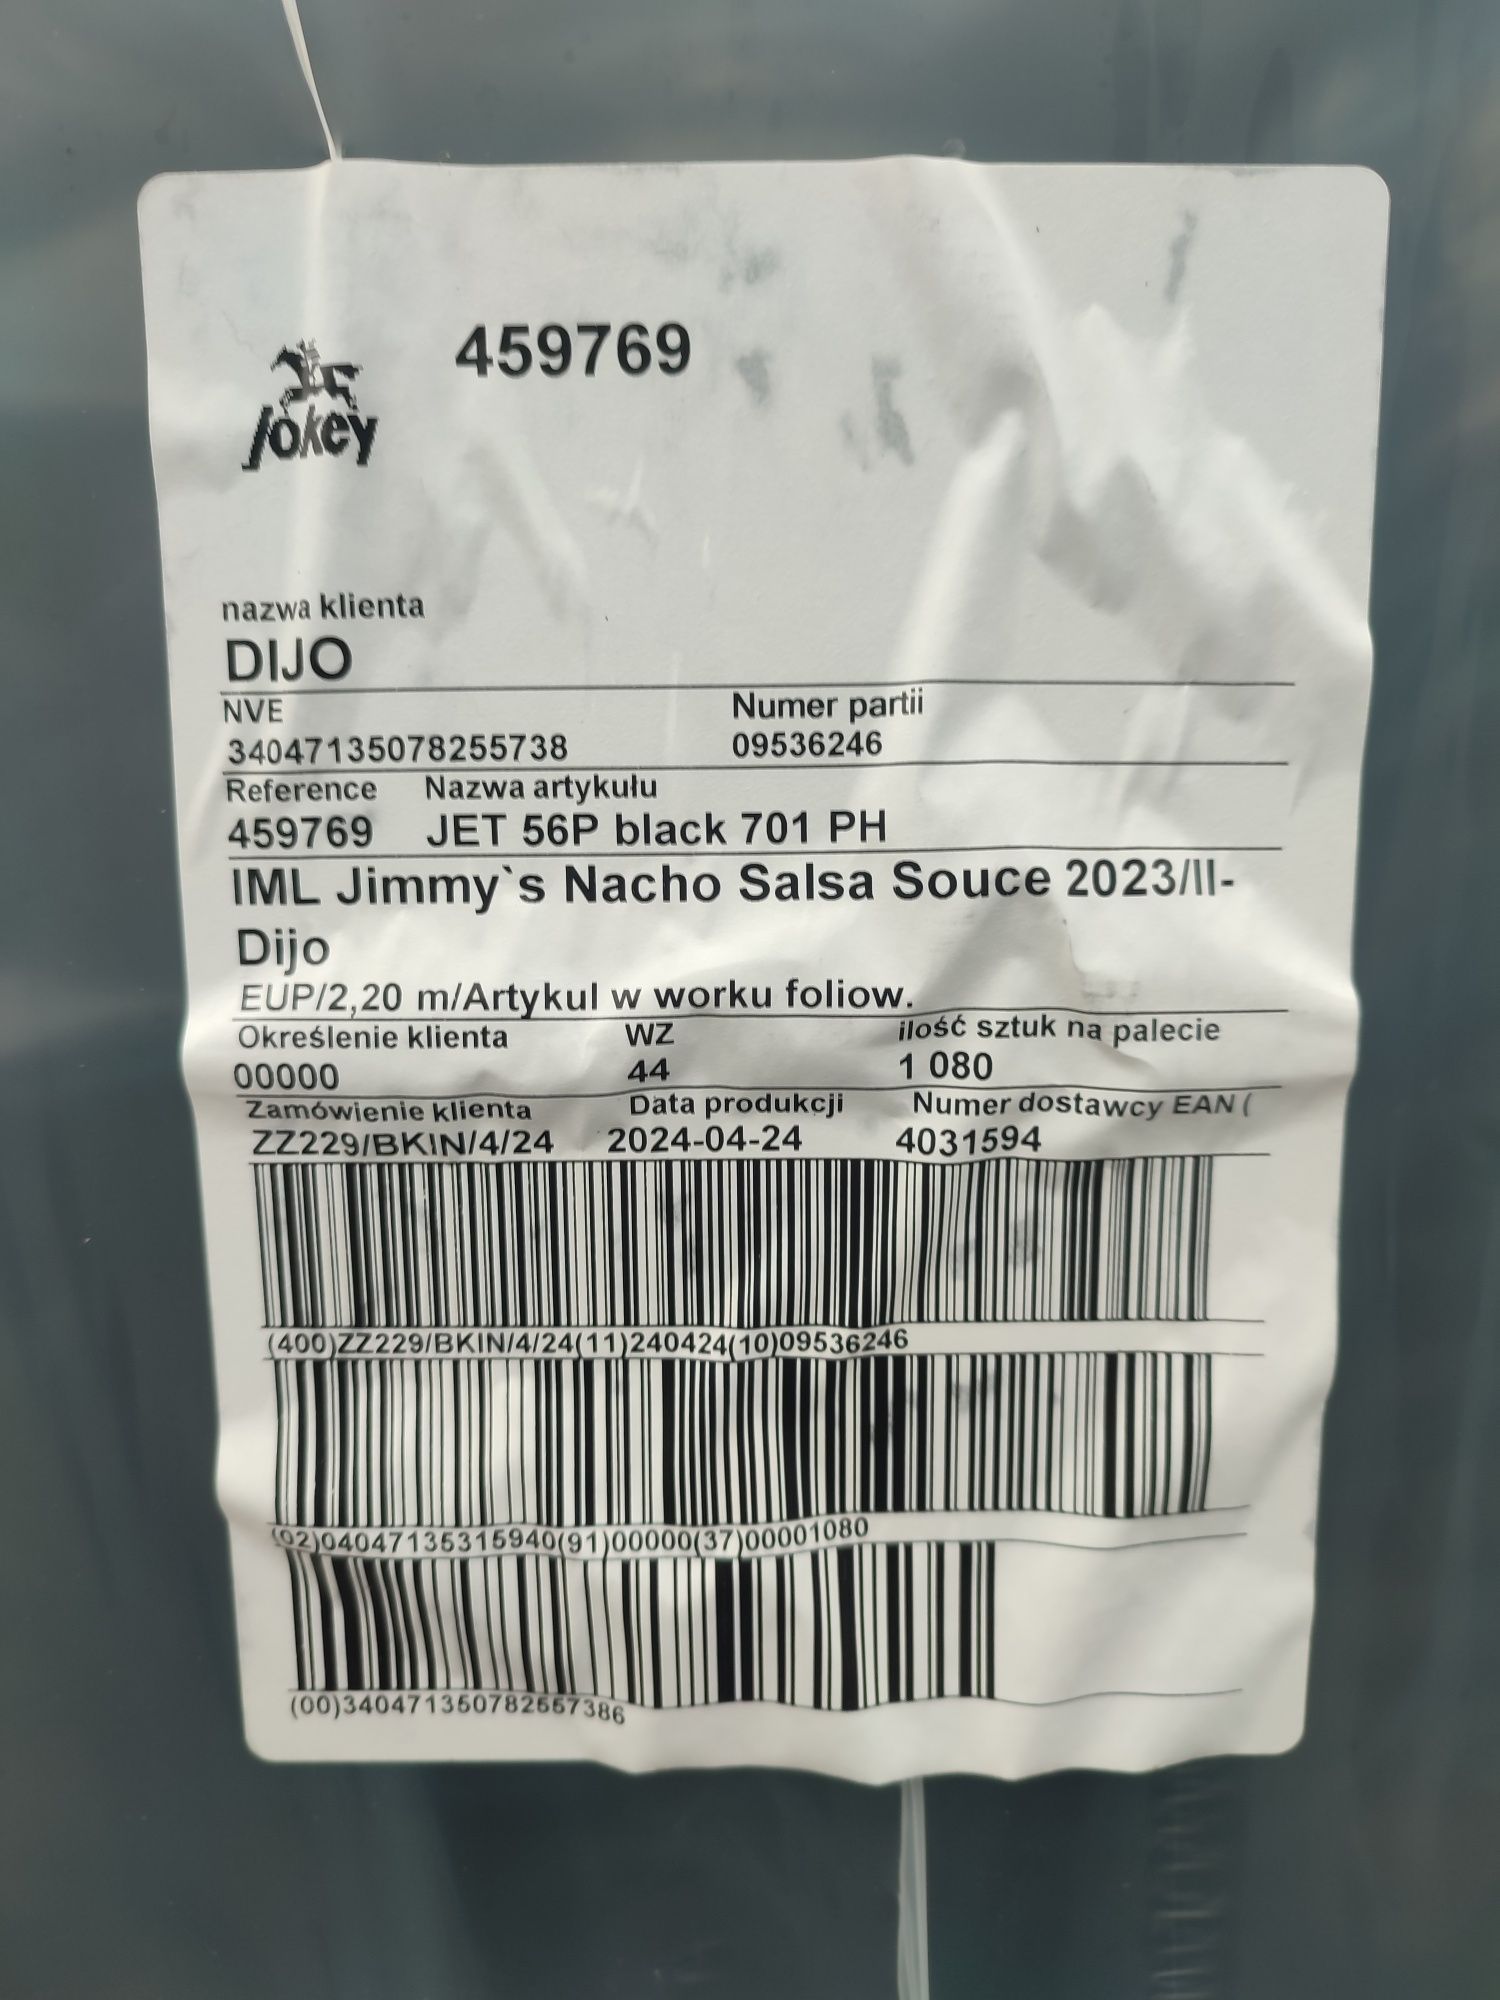 459769
Jokey
nazwa klienta
DIJO
NVE Numer partii
34047135078255738 09536246
Reference Nazwa artykułu
459769 JET 56P black 701 PH
IML Jimmy`s Nacho Salsa Souce 2023/II-
Dijo
EUP/2,20 m/Artykul w worku foliow.
Określenie klienta WZ ilość sztuk na palecie
00000 44 1 080
Zamówienie klienta Data produkcji Numer dostawcy EAN (
ZZ229/BKIN/4/24 2024-04-24 4031594
(400)ZZ229/BKIN/4/24(11)240424(10)09536246
(02)04047135315940(91)00000(37)00001080
(00)340471350782557386